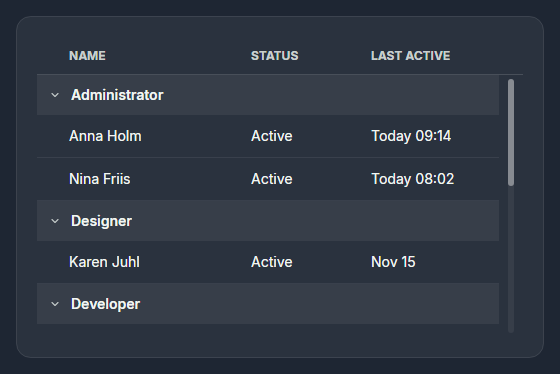 NAME STATUS LAST ACTIVE
Administrator
Anna Holm Active Today 09:14
Nina Friis Active Today 08:02
Designer
Karen Juhl Active Nov 15
Developer